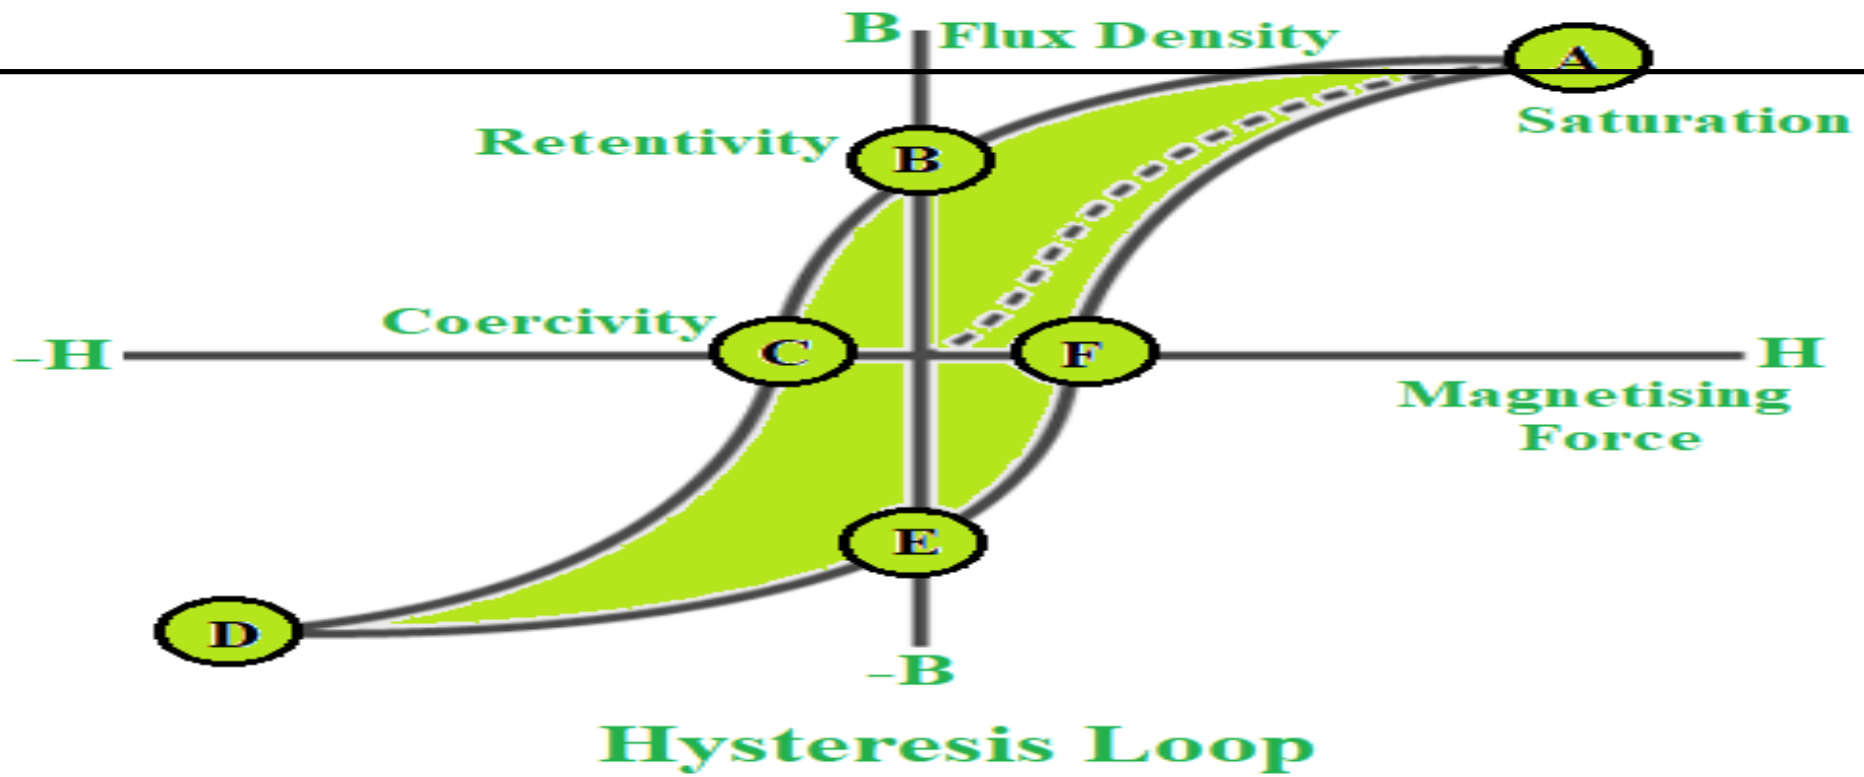 B Flux Density
A
Saturation
Retentivity
B
Coercivity
-H
C
F
H
Magnetising
Force
E
D
-B
Hysteresis Loop